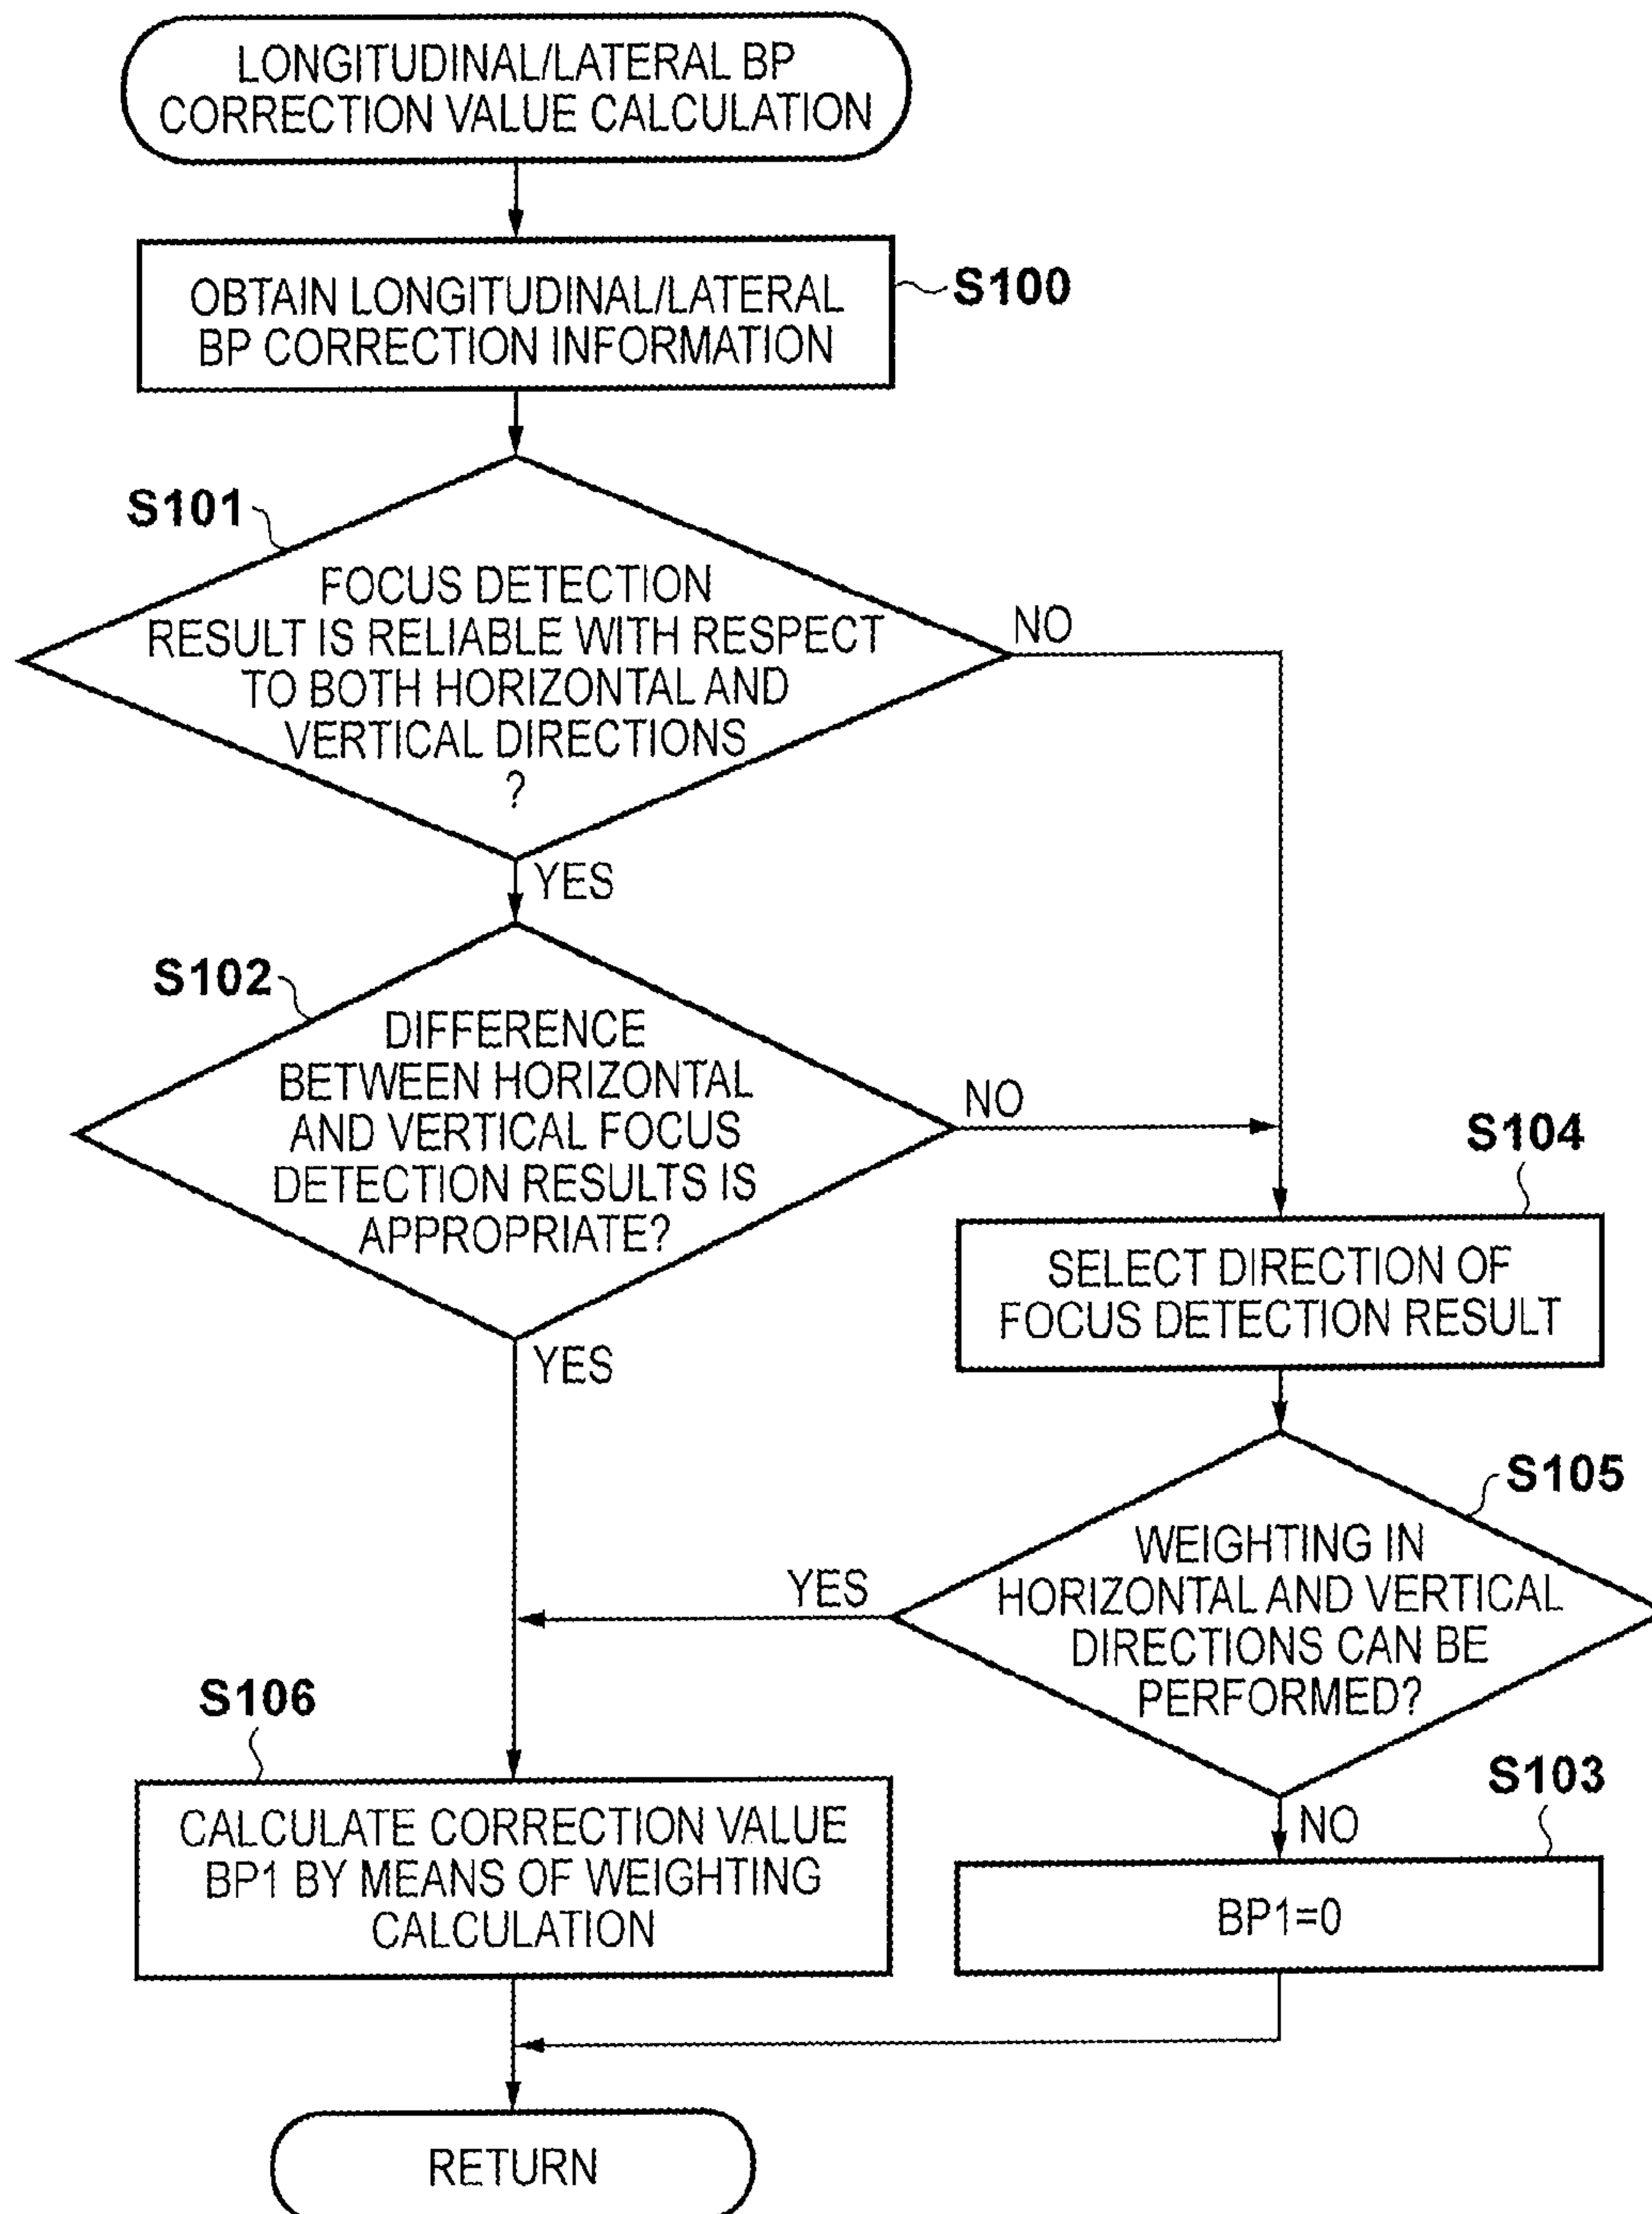 LONGITUDINAL/LATERAL BP
CORRECTION VALUE CALCULATION
OBTAIN LONGITUDINAL/LATERAL
BP CORRECTION INFORMATION
S100
S101
FOCUS DETECTION
RESULT IS RELIABLE WITH RESPECT
TO BOTH HORIZONTAL AND
VERTICAL DIRECTIONS
?
NO
YES
S102
DIFFERENCE
BETWEEN HORIZONTAL
AND VERTICAL FOCUS
DETECTION RESULTS IS
APPROPRIATE?
NO
YES
S104
SELECT DIRECTION OF
FOCUS DETECTION RESULT
S105
WEIGHTING IN
HORIZONTAL AND VERTICAL
DIRECTIONS CAN BE
PERFORMED?
YES
NO
S106
CALCULATE CORRECTION VALUE
BP1 BY MEANS OF WEIGHTING
CALCULATION
S103
BP1=0
RETURN